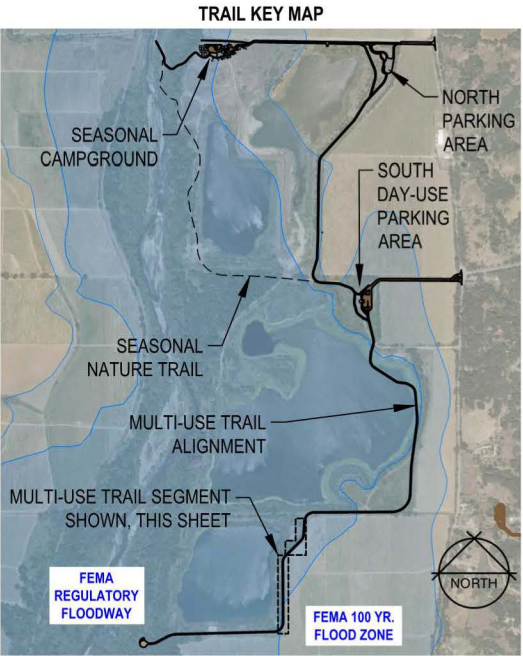 TRAIL KEY MAP
NORTH
PARKING
AREA
SEASONAL
CAMPGROUND
SOUTH
DAY-USE
PARKING
AREA
SEASONAL
NATURE TRAIL
MULTI-USE TRAIL
ALIGNMENT
MULTI-USE TRAIL SEGMENT
SHOWN, THIS SHEET
FEMA
REGULATORY
FLOODWAY
FEMA 100 YR.
FLOOD ZONE
NORTH